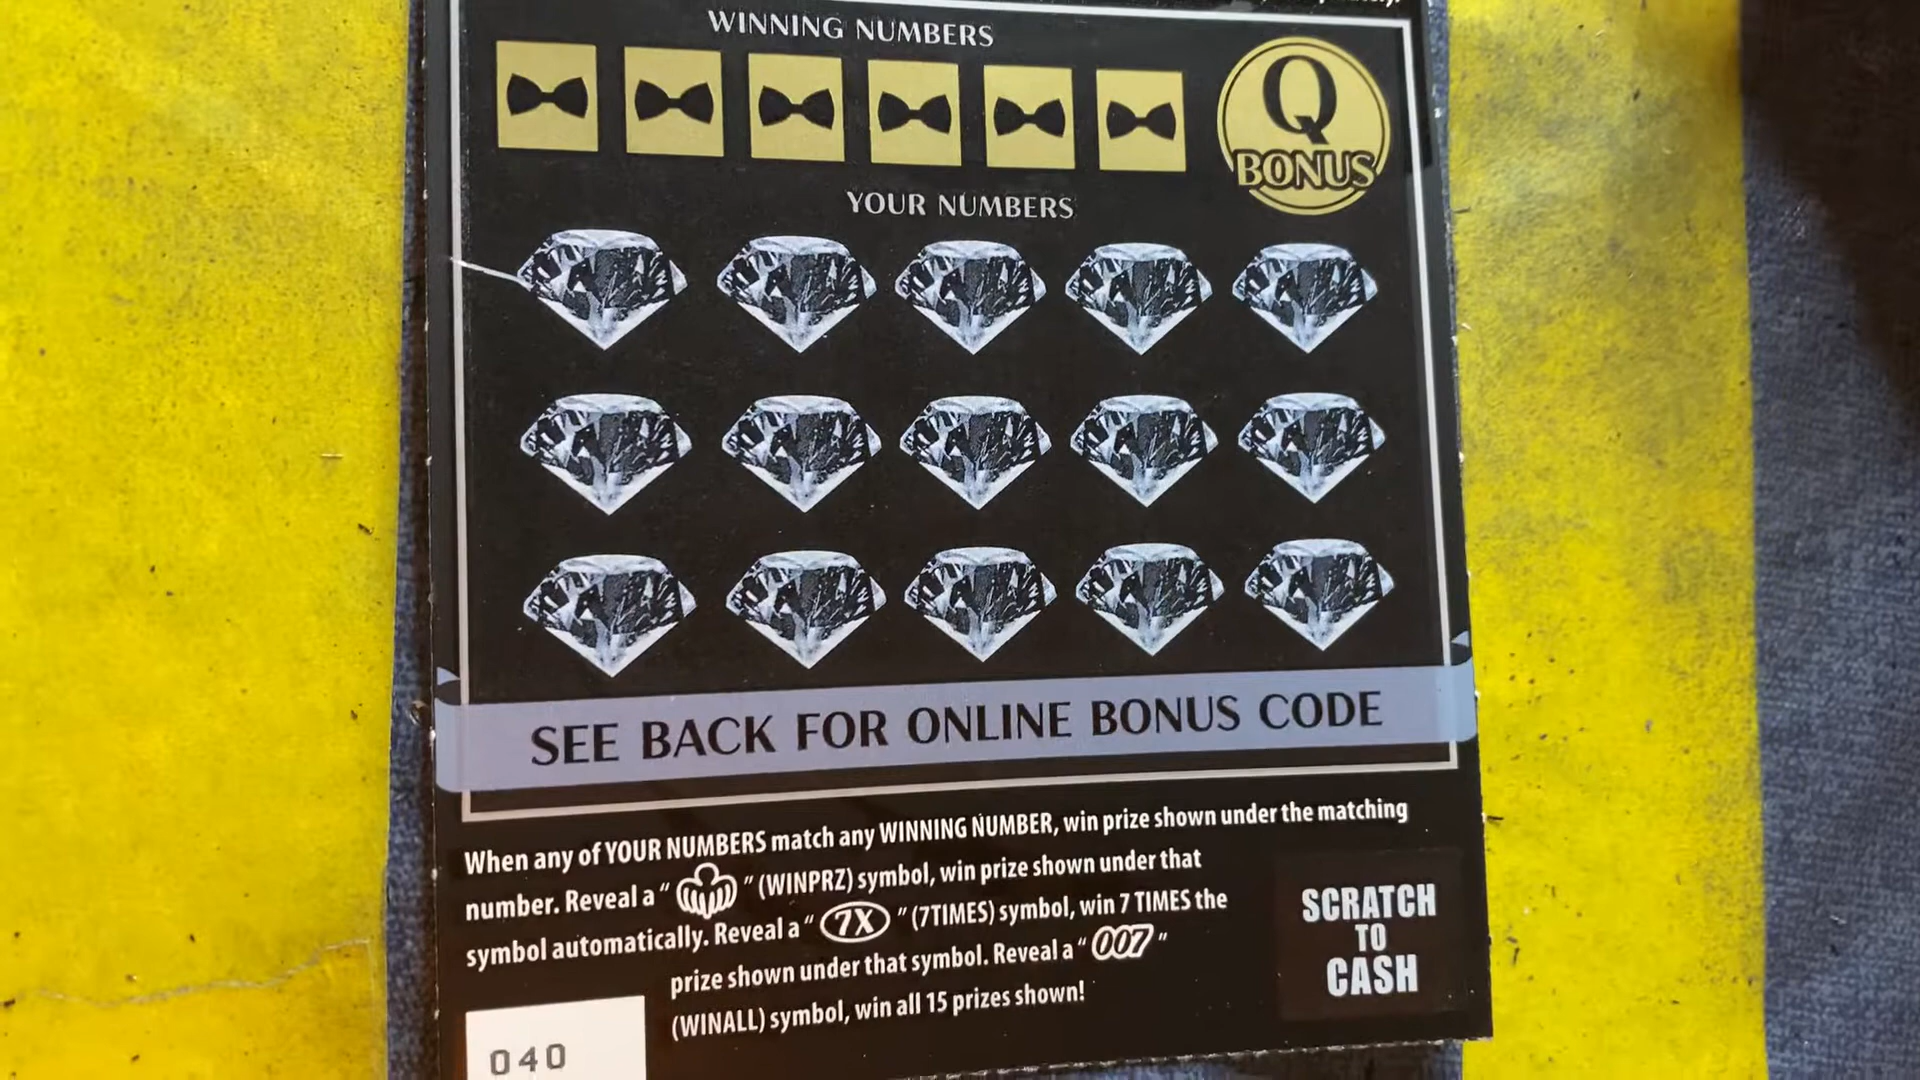 WINNING NUMBERS
Q
BONUS
YOUR NUMBERS
SEE BACK FOR ONLINE BONUS CODE
When any of YOUR NUMBERS match any WINNING NUMBER, win prize shown under the matching
number. Reveal a " " (WINPRZ) symbol, win prize shown under that
symbol automatically. Reveal a " 7X " (7TIMES) symbol, win 7 TIMES the
prize shown under that symbol. Reveal a " 007 "
(WINALL) symbol, win all 15 prizes shown!
SCRATCH
TO
CASH
040